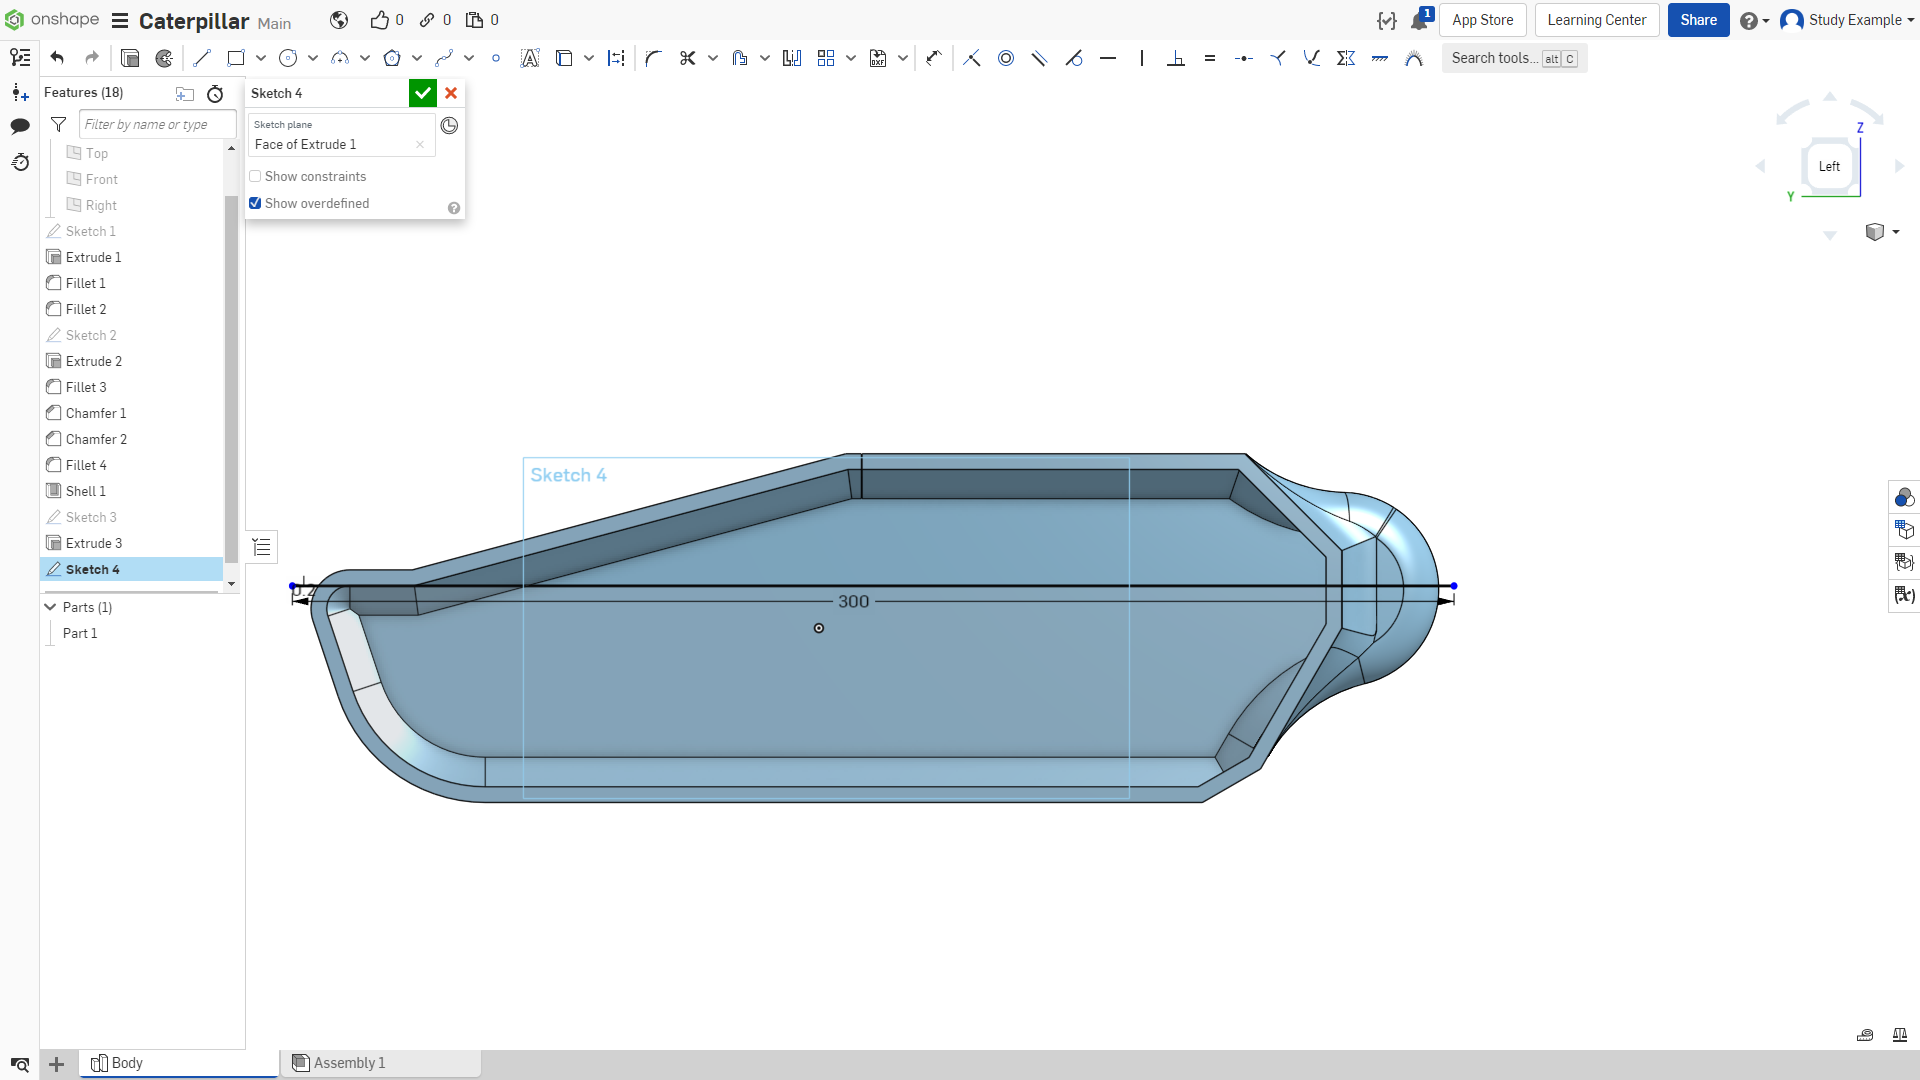 onshape Caterpillar Main 0 0 0 1 App Store Learning Center Share Study Example
Search tools... alt C
Features (18)
Filter by name or type
Top
Front
Right
Sketch 1
Extrude 1
Fillet 1
Fillet 2
Sketch 2
Extrude 2
Fillet 3
Chamfer 1
Chamfer 2
Fillet 4
Shell 1
Sketch 3
Extrude 3
Sketch 4
Parts (1)
Part 1
Sketch 4
Sketch plane
Face of Extrude 1
Show constraints
Show overdefined
Sketch 4
300
Z
Left
Y
Body
Assembly 1